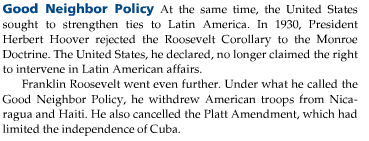 Good Neighbor Policy At the same time, the United States
sought to strengthen ties to Latin America. In 1930, President
Herbert Hoover rejected the Roosevelt Corollary to the Monroe
Doctrine. The United States, he declared, no longer claimed the right
to intervene in Latin American affairs.
Franklin Roosevelt went even further. Under what he called the
Good Neighbor Policy, he withdrew American troops from Nica-
ragua and Haiti. He also cancelled the Platt Amendment, which had
limited the independence of Cuba.